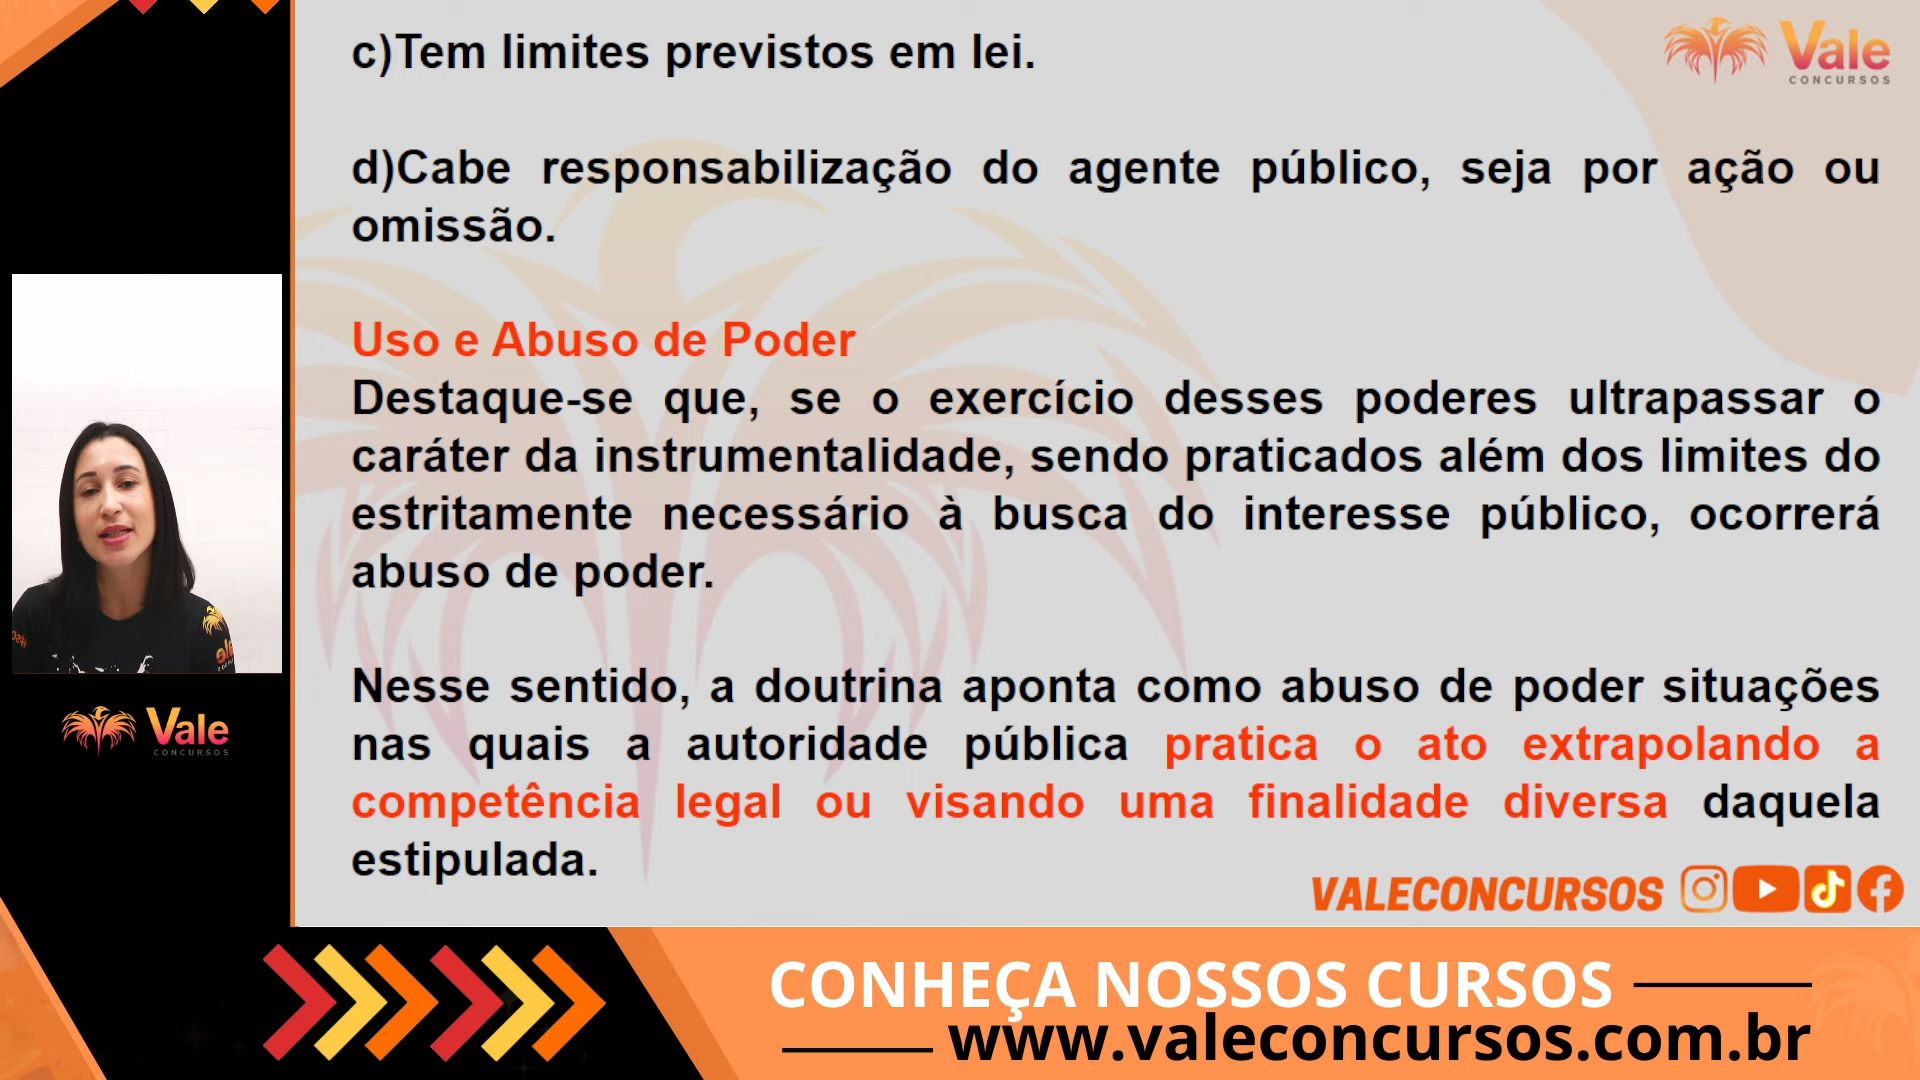 c)Tem limites previstos em lei.
Vale
CONCURSOS
d)Cabe responsabilização do agente público, seja por ação ou
omissão.
Uso e Abuso de Poder
Destaque-se que, se o exercício desses poderes ultrapassar o
caráter da instrumentalidade, sendo praticados além dos limites do
estritamente necessário à busca do interesse público, ocorrerá
abuso de poder.
Nesse sentido, a doutrina aponta como abuso de poder situações
nas quais a autoridade pública pratica o ato extrapolando a
competência legal ou visando uma finalidade diversa daquela
estipulada.
Vale
CONCURSOS
VALECONCURSOS
CONHEÇA NOSSOS CURSOS
www.valeconcursos.com.br